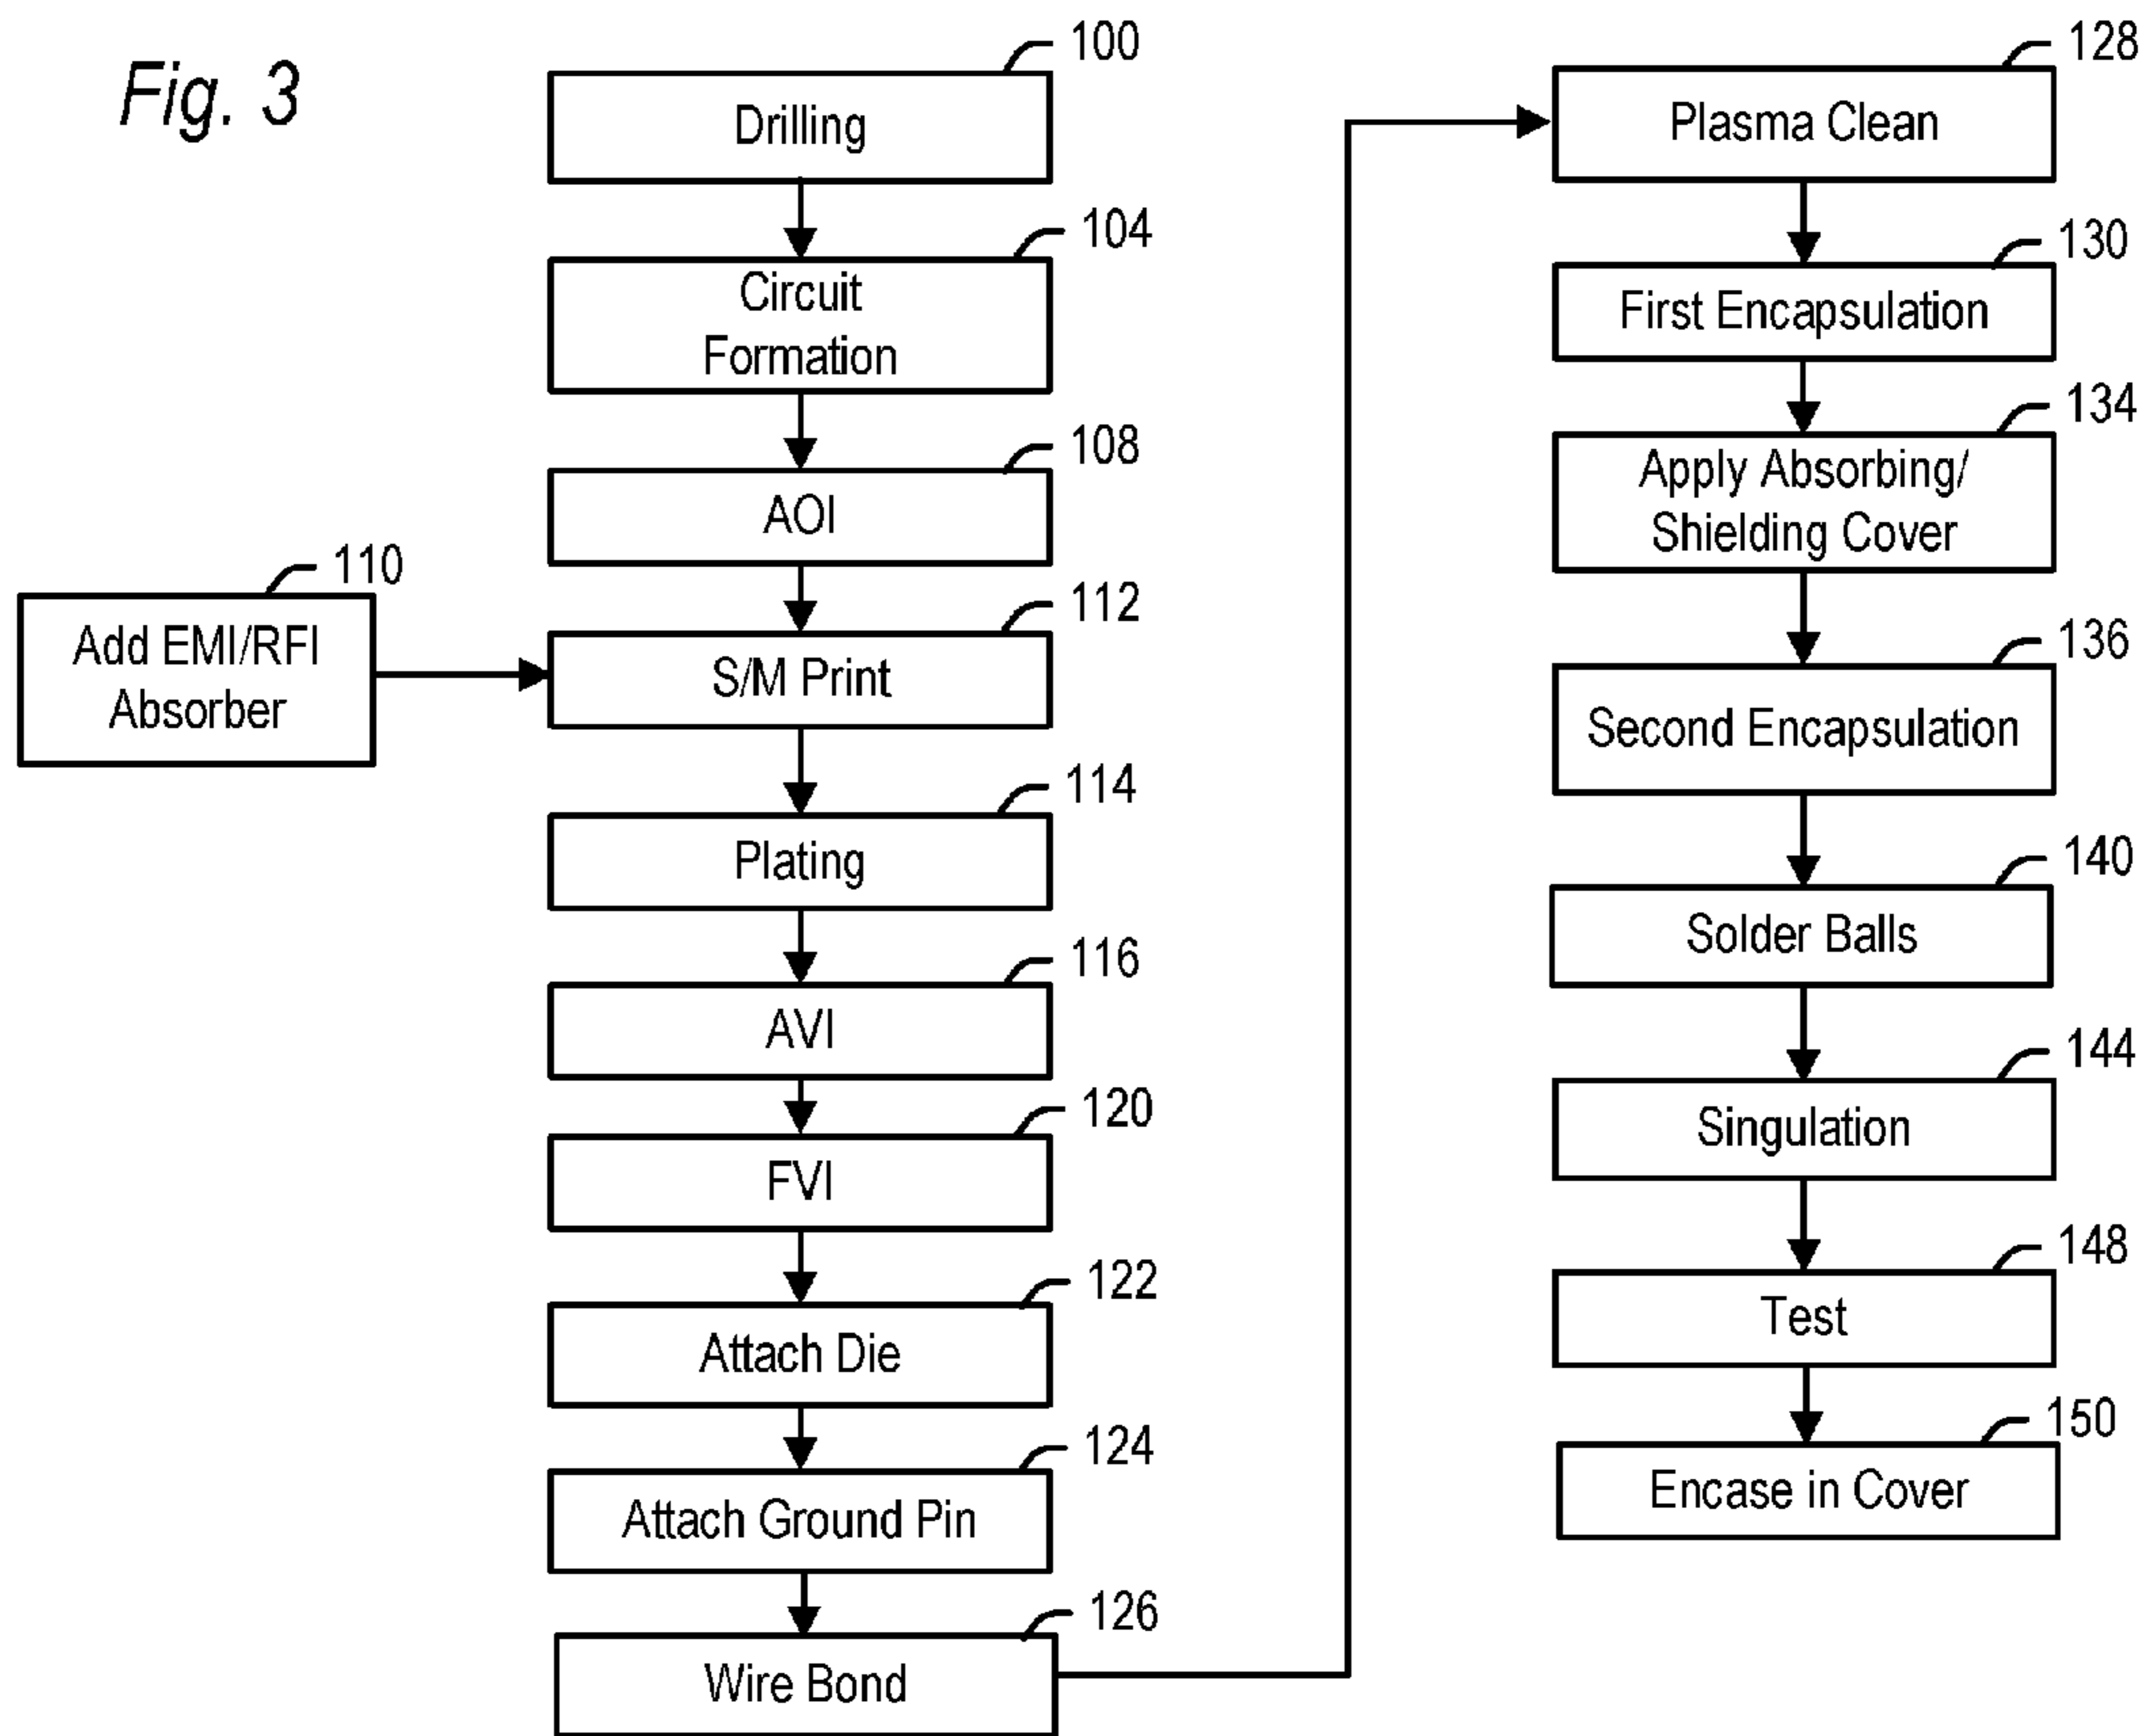 Fig. 3
100
Drilling
104
Circuit
Formation
108
AOI
110
Add EMI/RFI
Absorber
112
S/M Print
114
Plating
116
AVI
120
FVI
122
Attach Die
124
Attach Ground Pin
126
Wire Bond
128
Plasma Clean
130
First Encapsulation
134
Apply Absorbing/
Shielding Cover
136
Second Encapsulation
140
Solder Balls
144
Singulation
148
Test
150
Encase in Cover